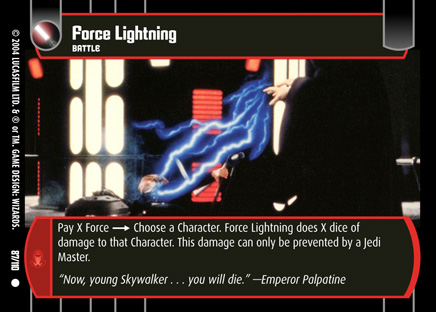 Force Lightning
BATTLE
Pay X Force → Choose a Character. Force Lightning does X dice of
damage to that Character. This damage can only be prevented by a Jedi
Master.
“Now, young Skywalker . . . you will die.” —Emperor Palpatine
© 2004 LUCASFILM LTD. & ® or TM. GAME DESIGN: WIZARDS.
87/110